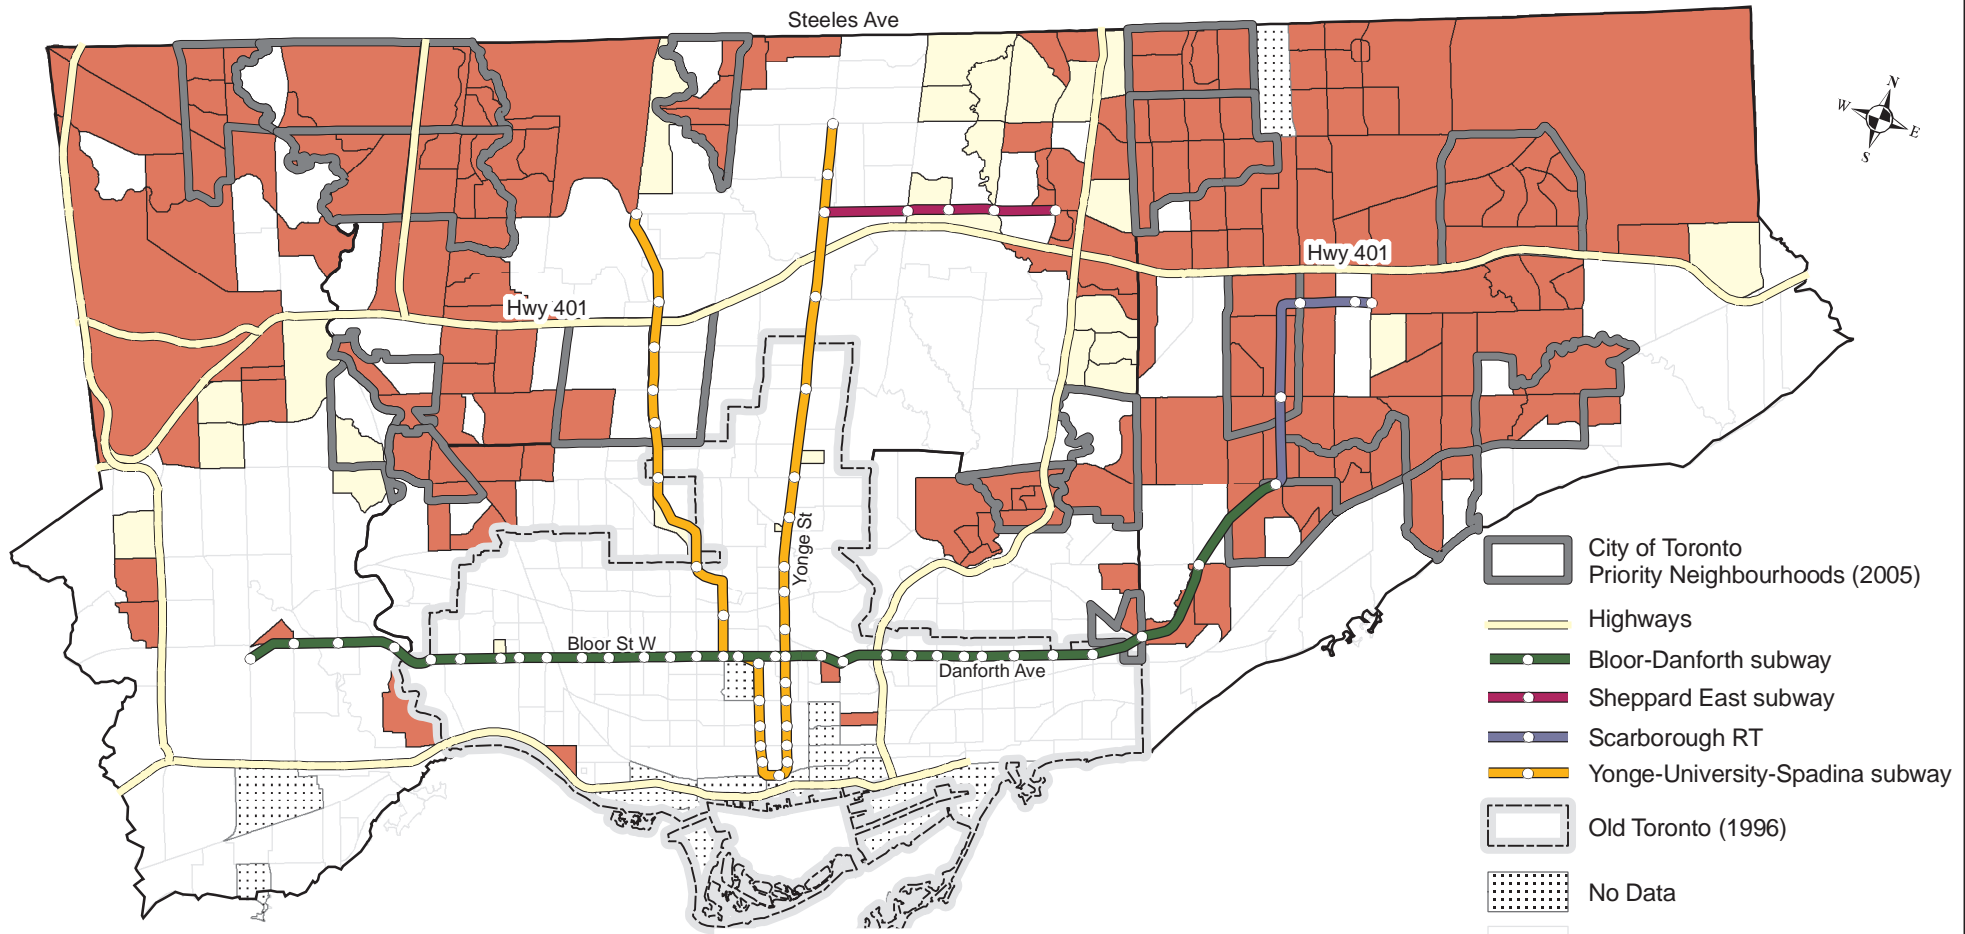 Steeles Ave
N
W
E
S
Hwy 401
Hwy 401
Yonge St
Bloor St W
Danforth Ave
City of Toronto
Priority Neighbourhoods (2005)
Highways
Bloor-Danforth subway
Sheppard East subway
Scarborough RT
Yonge-University-Spadina subway
Old Toronto (1996)
No Data